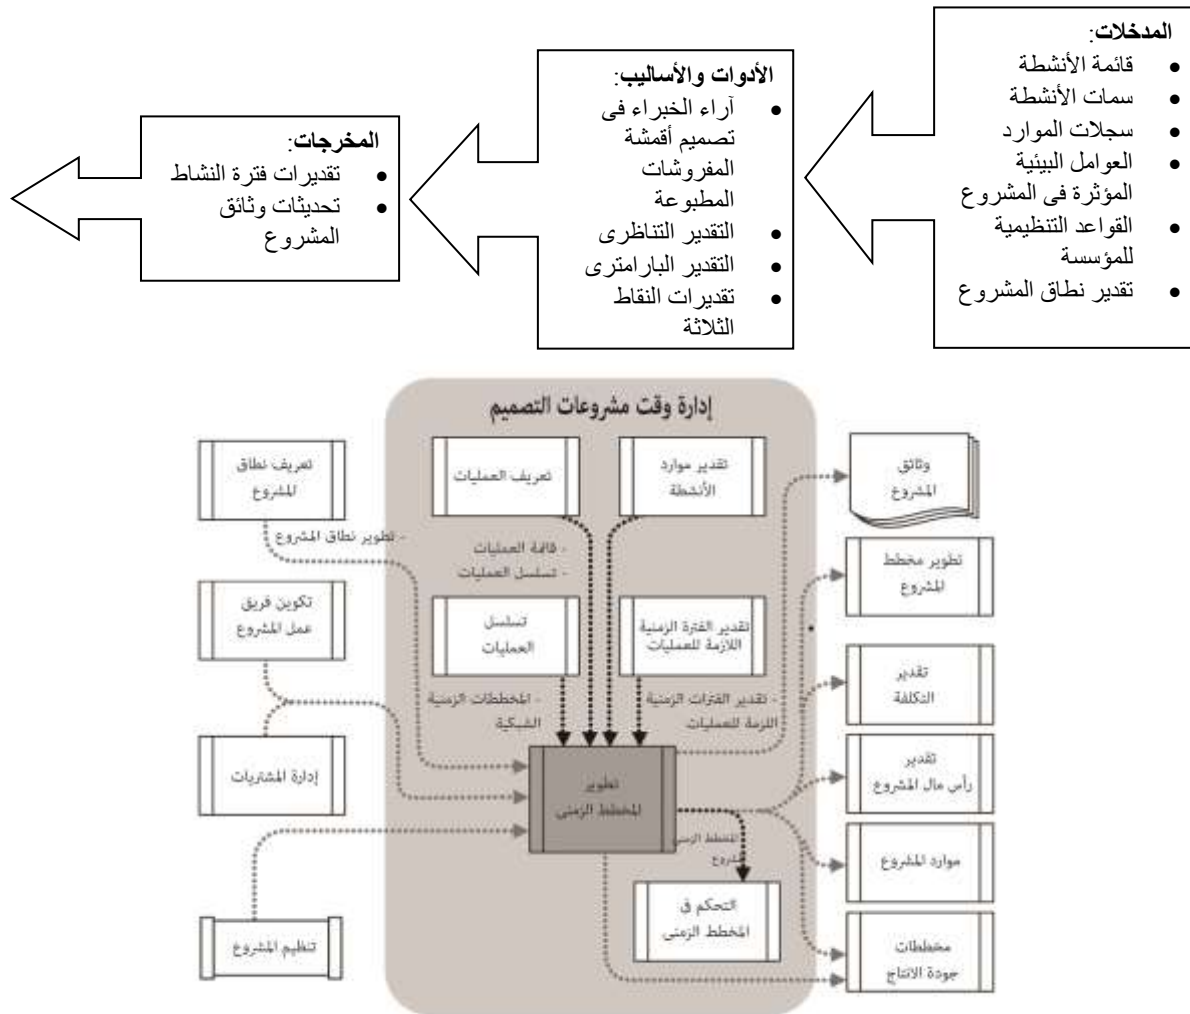 المدخلات:
• قائمة الأنشطة
• سمات الأنشطة
• سجلات الموارد
• العوامل البيئية
المؤثرة فى المشروع
• القواعد التنظيمية
للمؤسسة
• تقدير نطاق المشروع
الأدوات والأساليب:
• آراء الخبراء فى
تصميم أقمشة
المفروشات
المطبوعة
• التقدير التناظرى
• التقدير البارامترى
• تقديرات النقاط
الثلاثة
المخرجات:
• تقديرات فترة النشاط
• تحديثات وثائق
المشروع
إدارة وقت مشروعات التصميم
وثائق
المشروع
تقدير موارد
الأنشطة
تعريف العمليات
تعريف نطاق
المشروع
- تطوير نطاق المشروع
- قائمة العمليات
- تسلسل العمليات
تطوير مخطط
المشروع
تقدير الفترة الزمنية
اللازمة للعمليات
تسلسل
العمليات
تكوين فريق
عمل المشروع
تقدير
التكلفة
- تقدير الفترات الزمنية
اللزمة للعمليات
- المخططات الزمنية
الشبكية
إدارة المشتريات
تقدير
رأس مال المشروع
تطوير
المخطط الزمنى
المخطط الزمنى
موارد المشروع
التحكم في
المخطط الزمنى
تنظيم المشروع
مخططات
جودة الانتاج